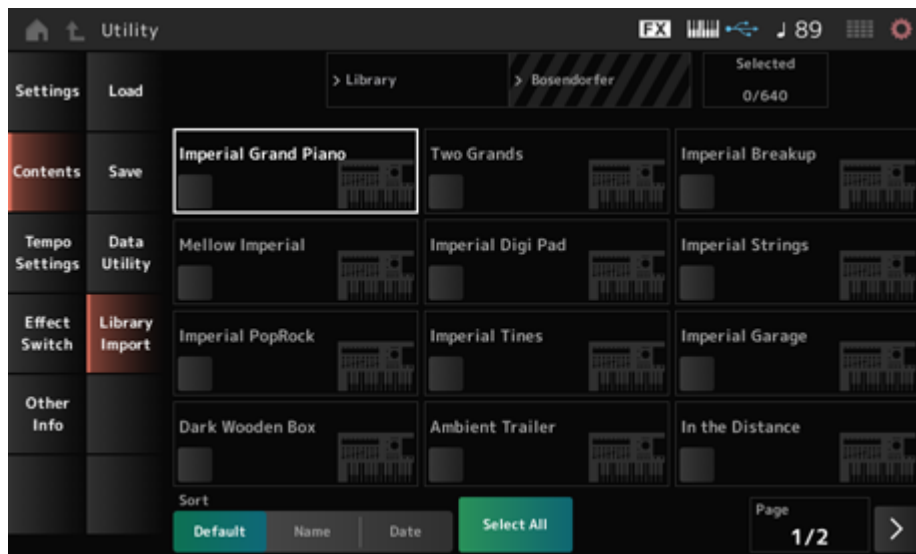 Utility
FX
♩ 89
Settings
Load
> Library
> Bosendorfer
Selected
0/640
Contents
Save
Imperial Grand Piano
Two Grands
Imperial Breakup
Tempo
Settings
Data
Utility
Mellow Imperial
Imperial Digi Pad
Imperial Strings
Effect
Switch
Library
Import
Imperial PopRock
Imperial Tines
Imperial Garage
Other
Info
Dark Wooden Box
Ambient Trailer
In the Distance
Sort
Default
Name
Date
Select All
Page
1/2
>